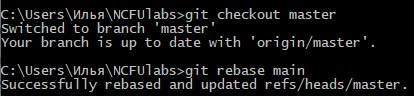 C:\Users\Илья\NCFUlabs>git checkout master
Switched to branch 'master'
Your branch is up to date with 'origin/master'.
C:\Users\Илья\NCFUlabs>git rebase main
Successfully rebased and updated refs/heads/master.